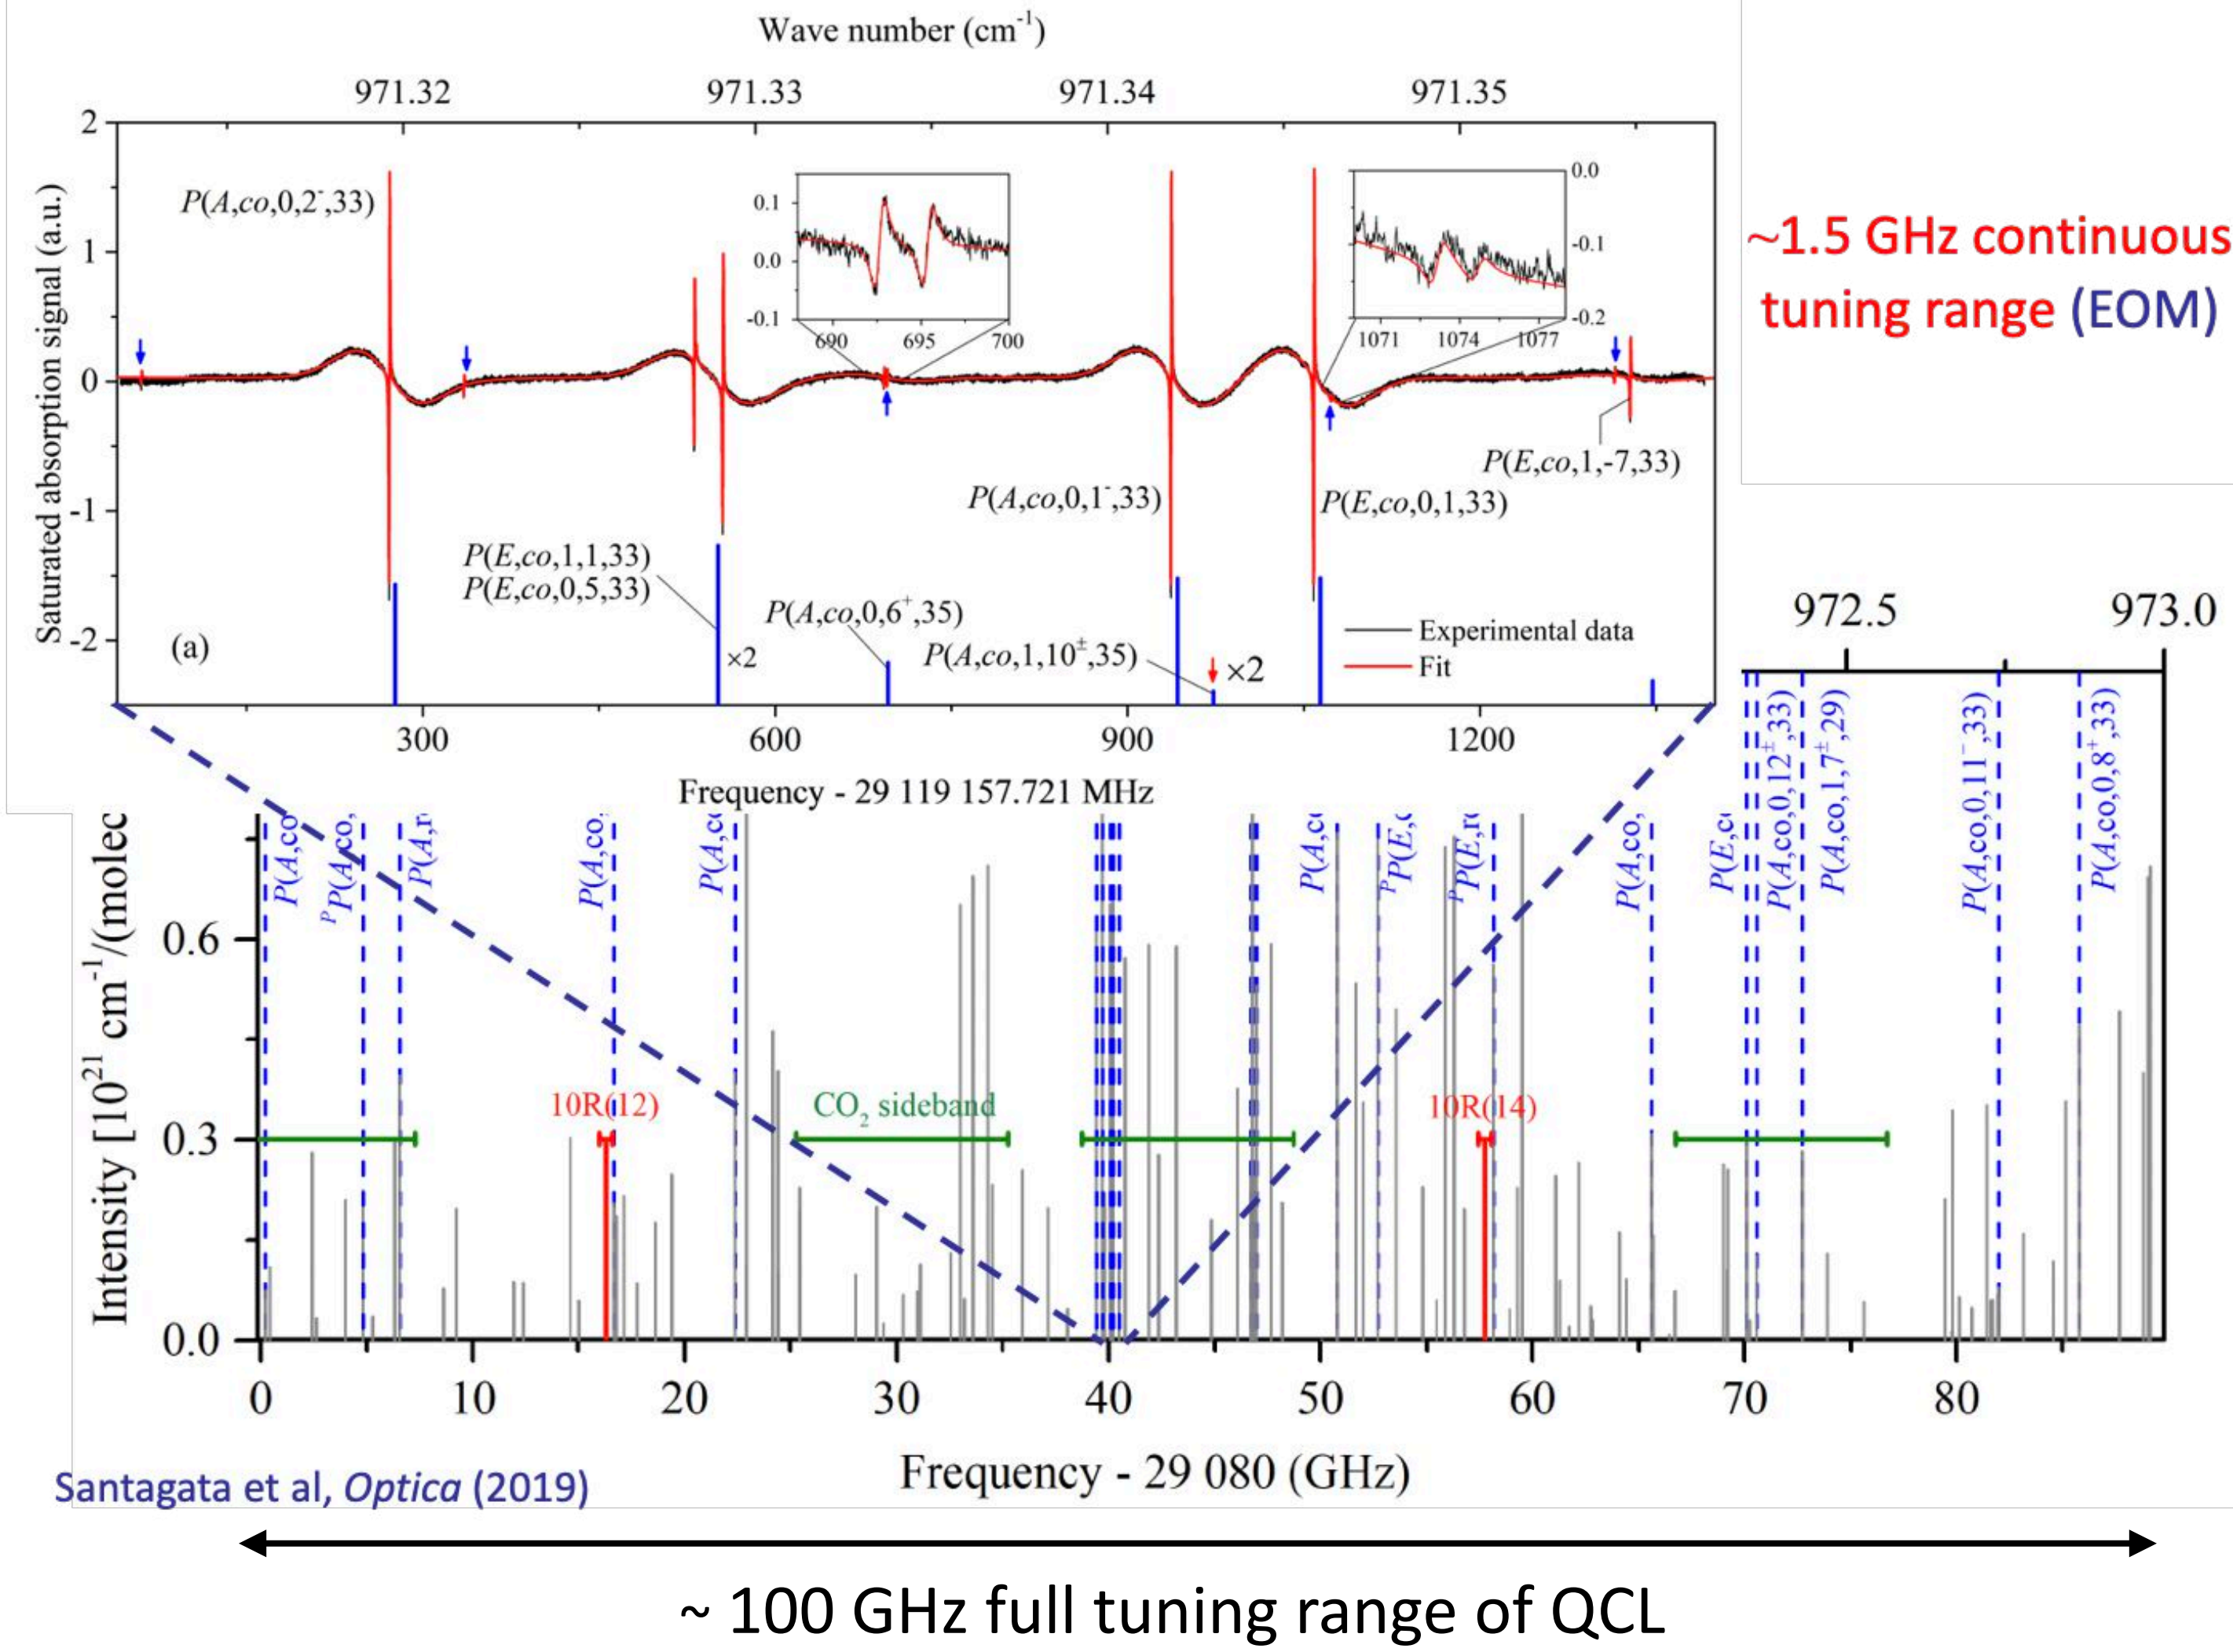 Wave number (cm⁻¹)
971.32 971.33 971.34 971.35
Saturated absorption signal (a.u.)
2
1
0
-1
-2
P(A,co,0,2⁻,33)
0.1
0.0
-0.1
690 695 700
0.0
-0.1
-0.2
1071 1074 1077
~1.5 GHz continuous
tuning range (EOM)
P(E,co,1,-7,33)
P(A,co,0,1⁻,33)
P(E,co,0,1,33)
P(E,co,1,1,33)
P(E,co,0,5,33)
×2
P(A,co,0,6⁺,35)
P(A,co,1,10±,35)
×2
Experimental data
Fit
(a)
300 600 900 1200
Frequency - 29 119 157.721 MHz
972.5 973.0
Intensity [10²¹ cm⁻¹/(molec
0.6
0.3
0.0
P(A,co
ᴾP(A,co,
P(A,r
P(A,co,
P(A,c
P(A,c
ᴾP(E,
ᴾP(E,r
P(A,co,
P(E,c
P(A,co,0,12±,33)
P(A,co,1,7±,29)
P(A,co,0,11⁻,33)
P(A,co,0,8⁺,33)
10R(12)
CO₂ sideband
10R(14)
0 10 20 30 40 50 60 70 80
Frequency - 29 080 (GHz)
Santagata et al, Optica (2019)
~ 100 GHz full tuning range of QCL